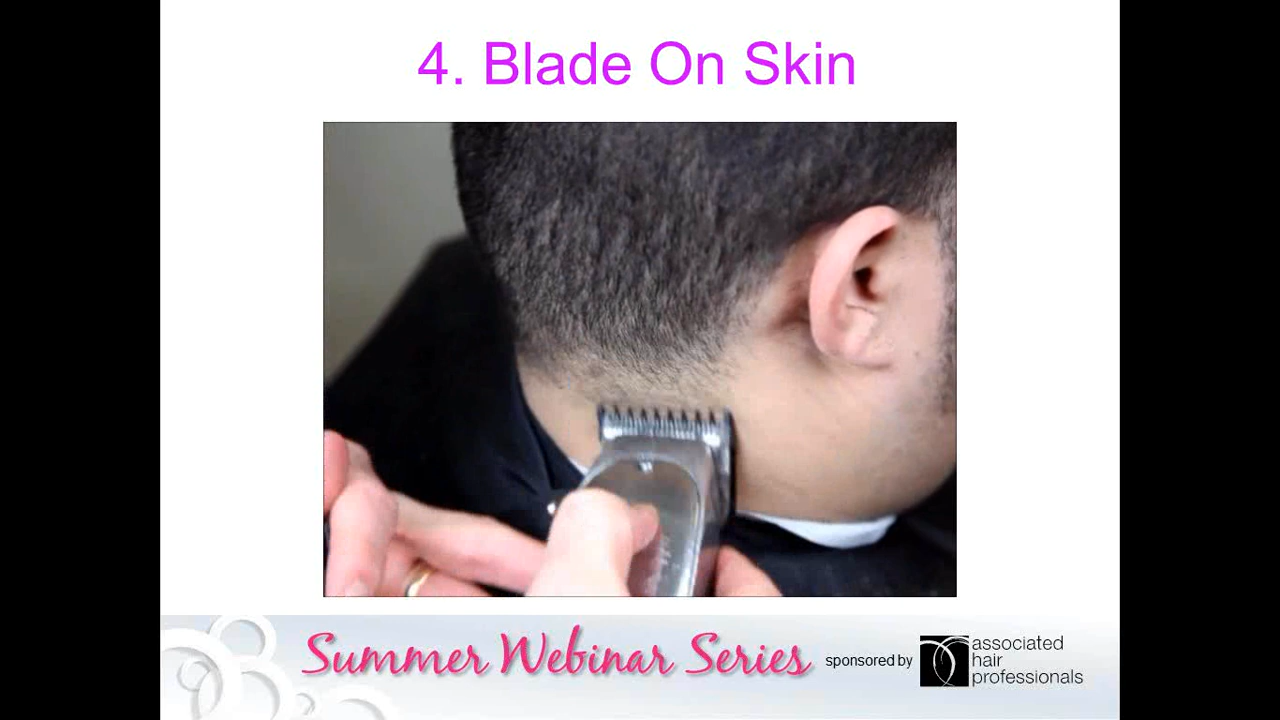 4. Blade On Skin
Summer Webinar Series
sponsored by
associated
hair
professionals